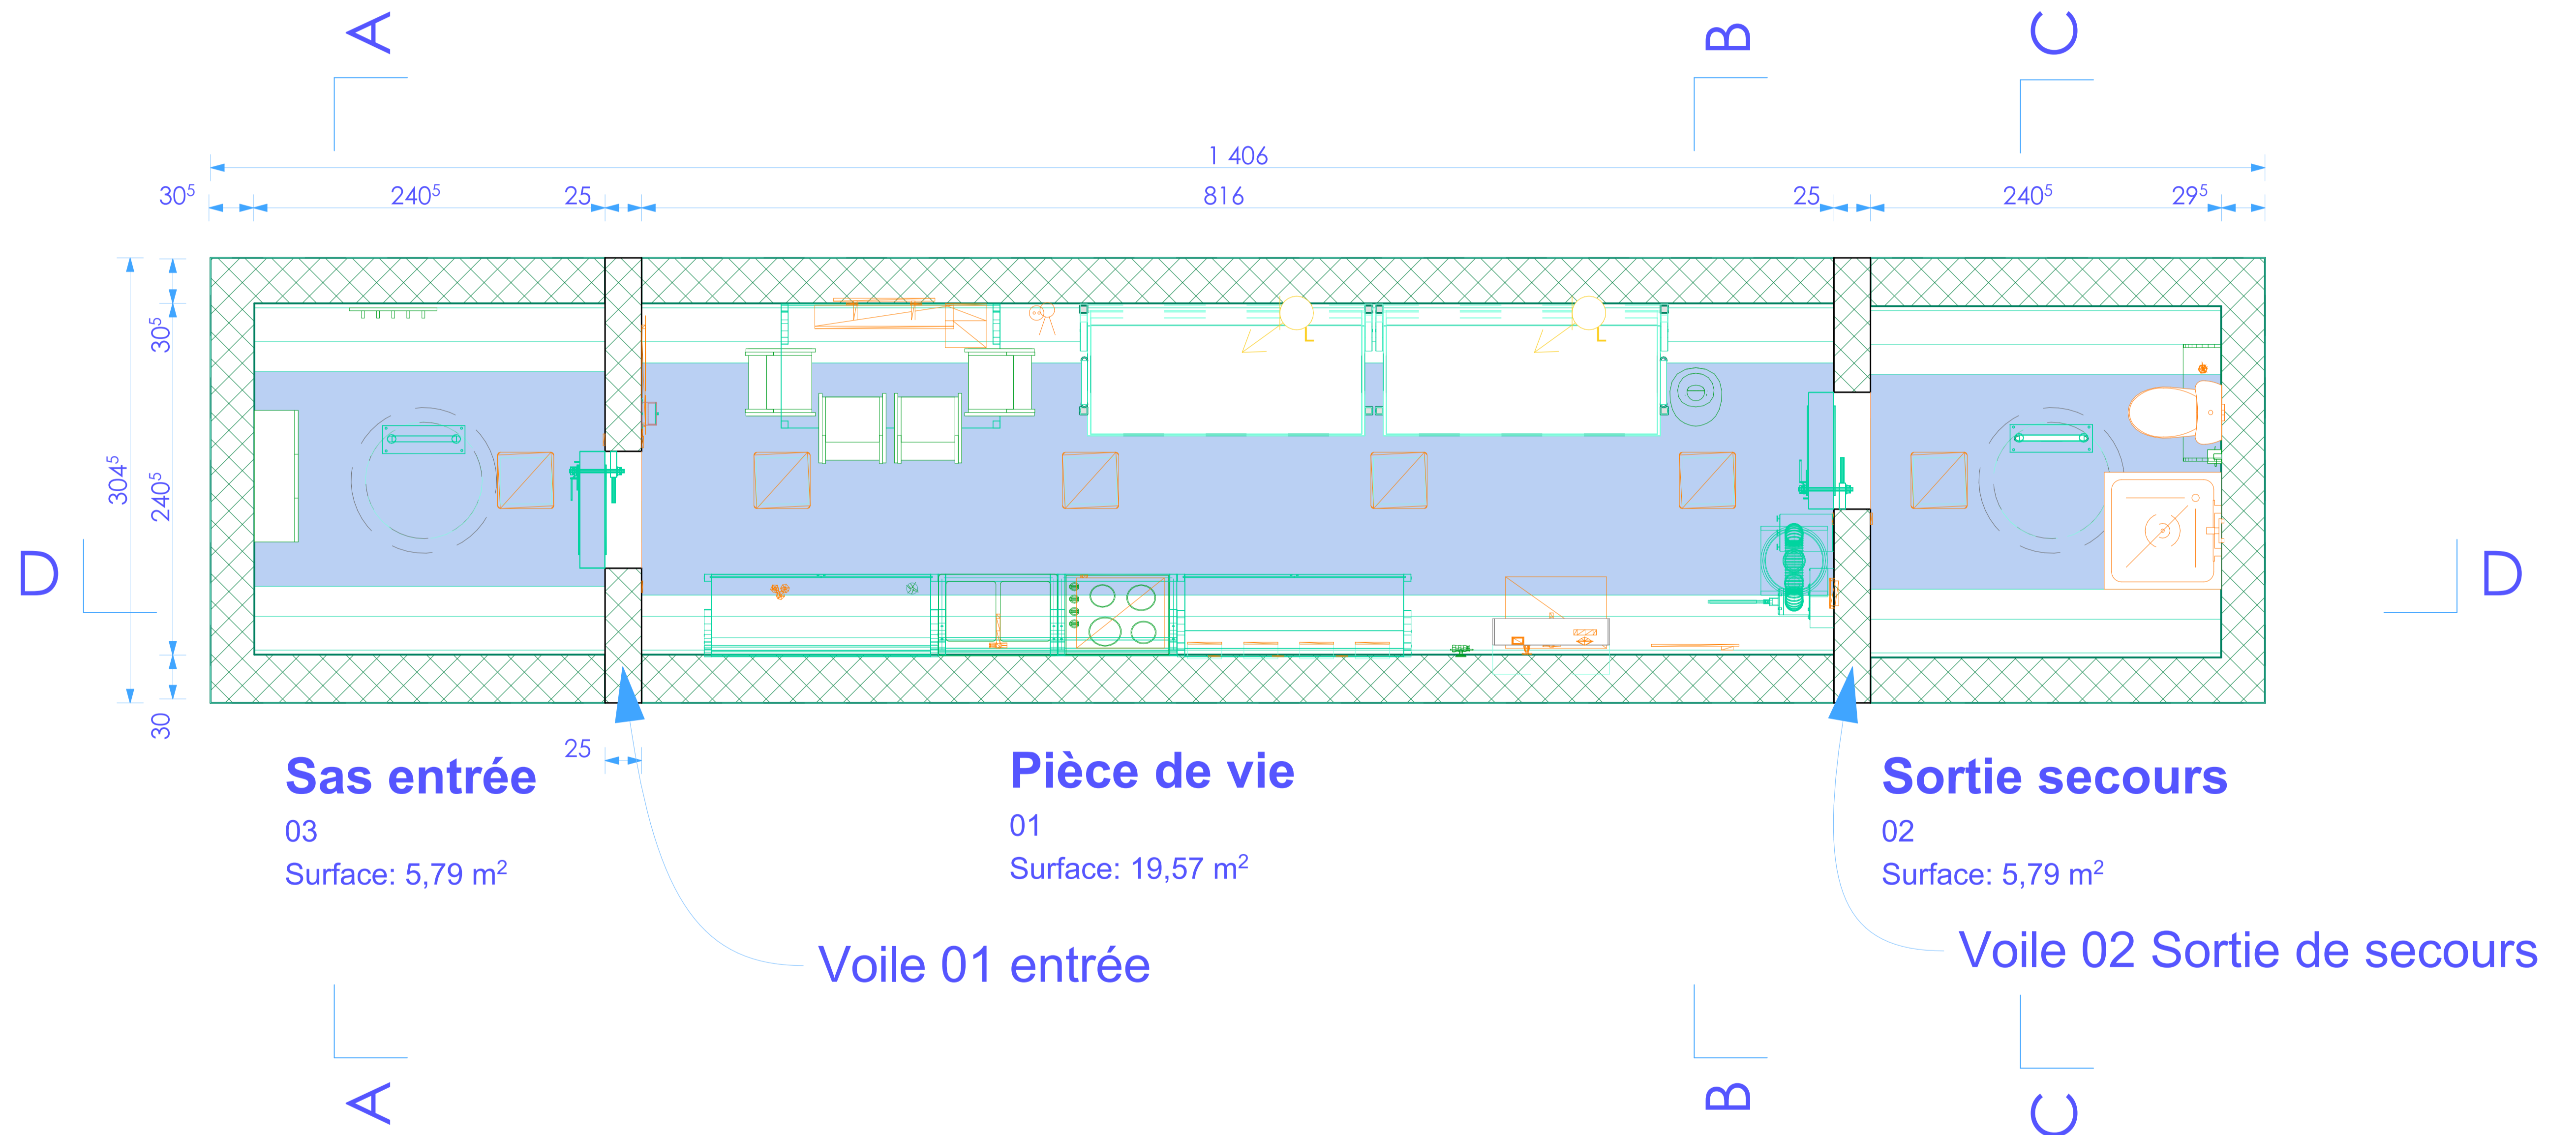 A
B
C
1 406
30⁵
240⁵
25
816
25
240⁵
29⁵
304⁵
30⁵
240⁵
30
L
L
D
D
25
Sas entrée
03
Surface: 5,79 m²
Pièce de vie
01
Surface: 19,57 m²
Sortie secours
02
Surface: 5,79 m²
Voile 01 entrée
Voile 02 Sortie de secours
A
B
C